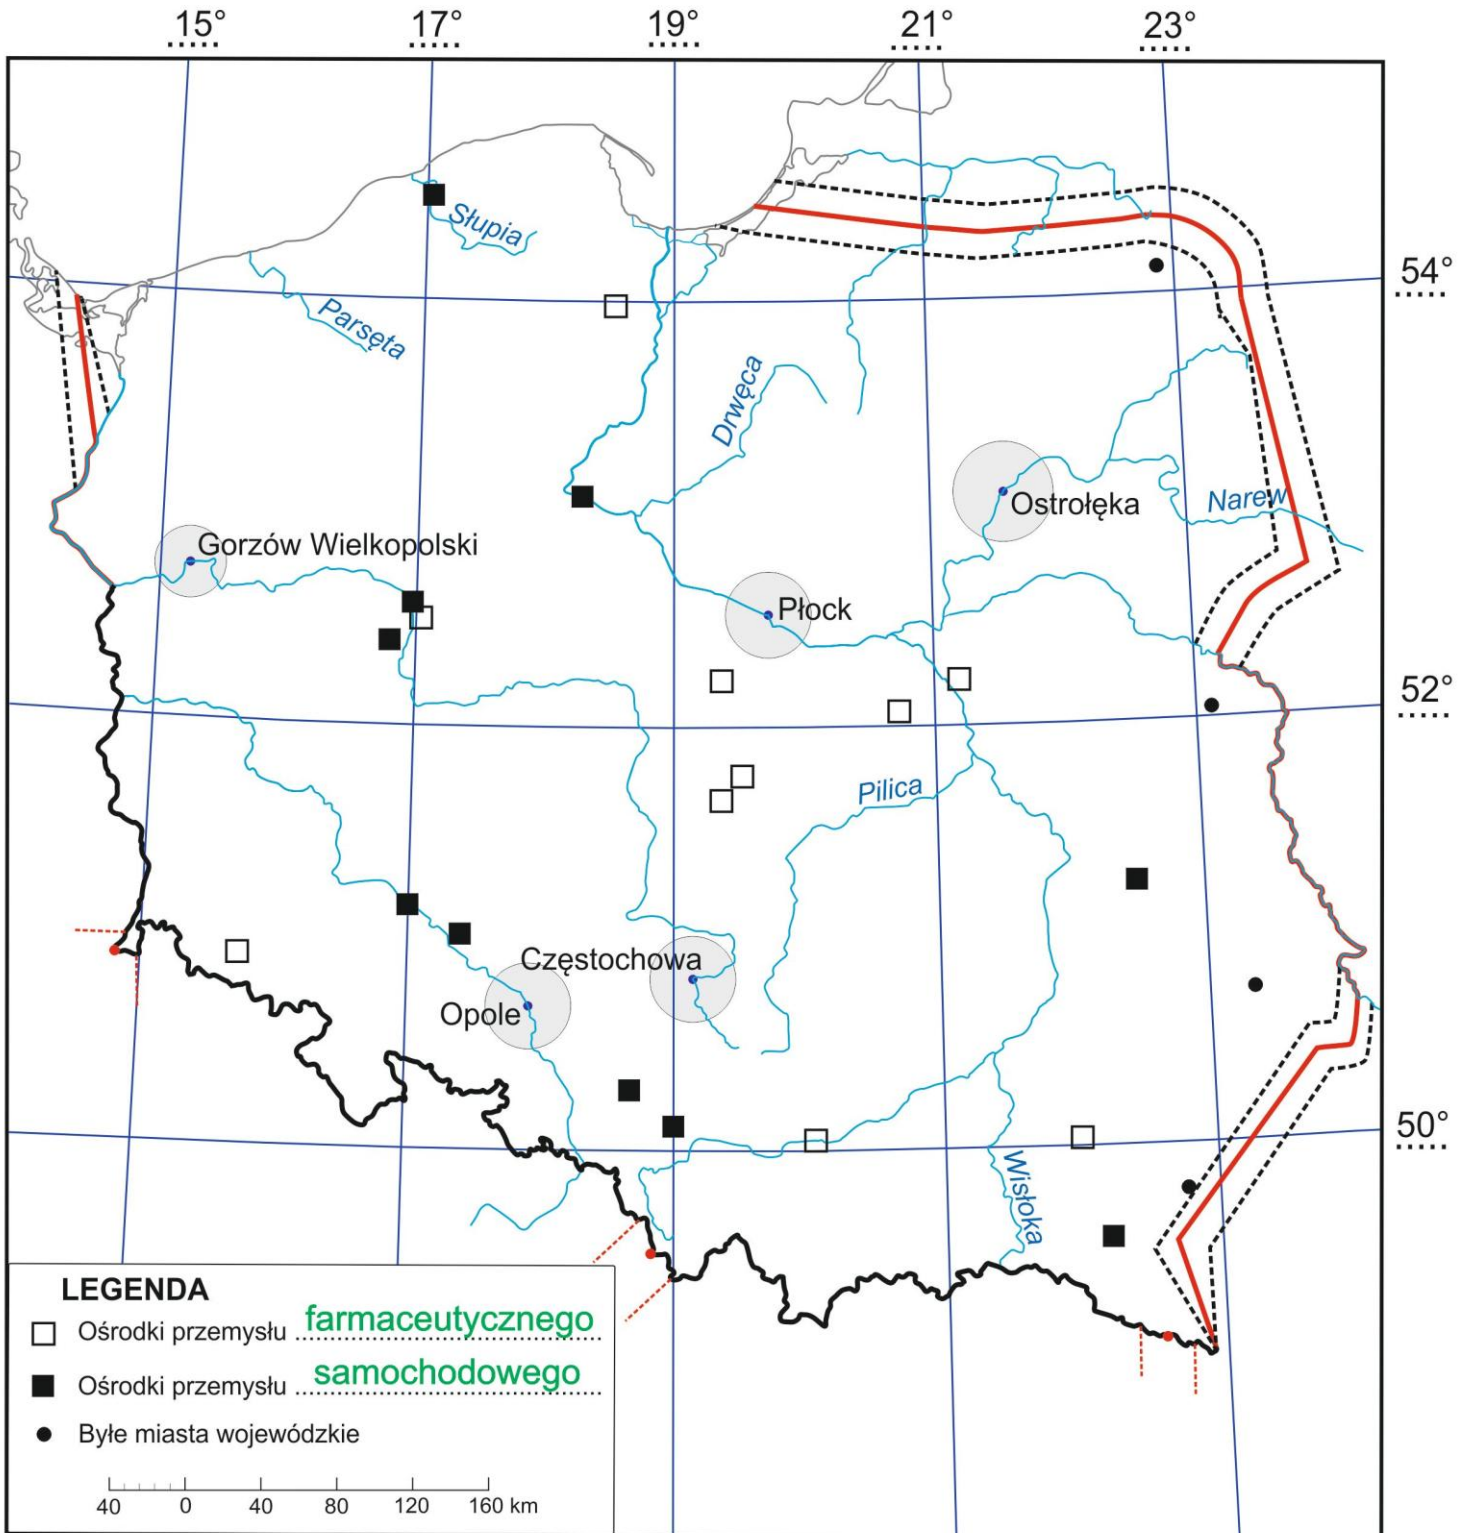 15° 17° 19° 21° 23°
Słupia
54°
Parsęta
Drwęca
Narew
Ostrołęka
Gorzów Wielkopolski
Płock
52°
Pilica
Częstochowa
Opole
50°
Wisłoka
LEGENDA
Ośrodki przemysłu farmaceutycznego
Ośrodki przemysłu samochodowego
Byłe miasta wojewódzkie
40 0 40 80 120 160 km